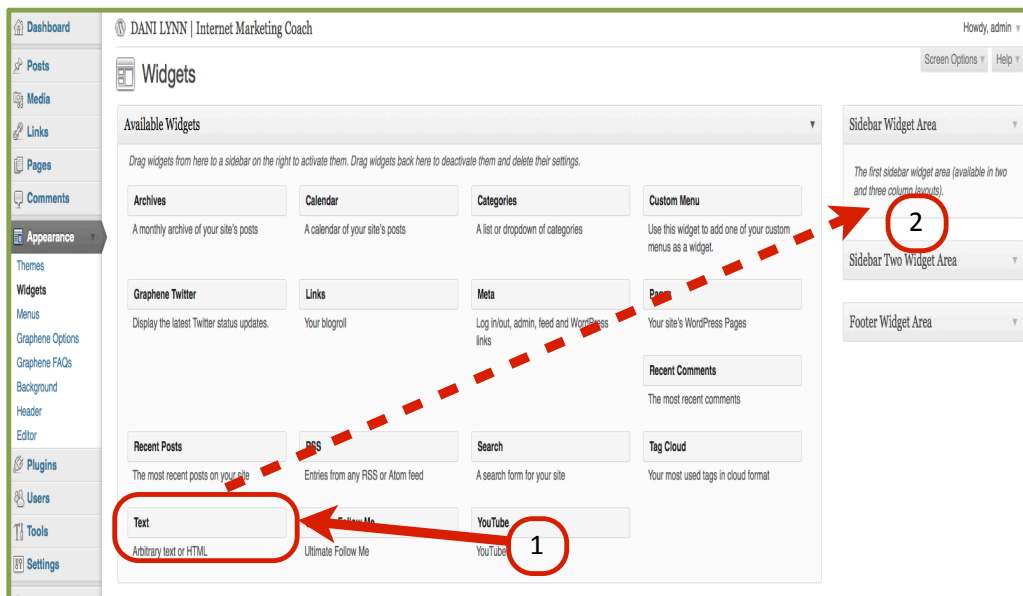 Dashboard
Posts
Media
Links
Pages
Comments
Appearance
Themes
Widgets
Menus
Graphene Options
Graphene FAQs
Background
Header
Editor
Plugins
Users
Tools
Settings
DANI LYNN | Internet Marketing Coach
Howdy, admin
Screen Options
Help
Widgets
Available Widgets
Drag widgets from here to a sidebar on the right to activate them. Drag widgets back here to deactivate them and delete their settings.
Archives
A monthly archive of your site's posts
Calendar
A calendar of your site's posts
Categories
A list or dropdown of categories
Custom Menu
Use this widget to add one of your custom
menus as a widget.
Graphene Twitter
Display the latest Twitter status updates.
Links
Your blogroll
Meta
Log in/out, admin, feed and WordPress
links
Pages
Your site's WordPress Pages
Recent Comments
The most recent comments
Recent Posts
The most recent posts on your site
RSS
Entries from any RSS or Atom feed
Search
A search form for your site
Tag Cloud
Your most used tags in cloud format
Text
Arbitrary text or HTML
Follow Me
Ultimate Follow Me
YouTube
YouTube
1
Sidebar Widget Area
The first sidebar widget area (available in two
and three column layouts).
2
Sidebar Two Widget Area
Footer Widget Area